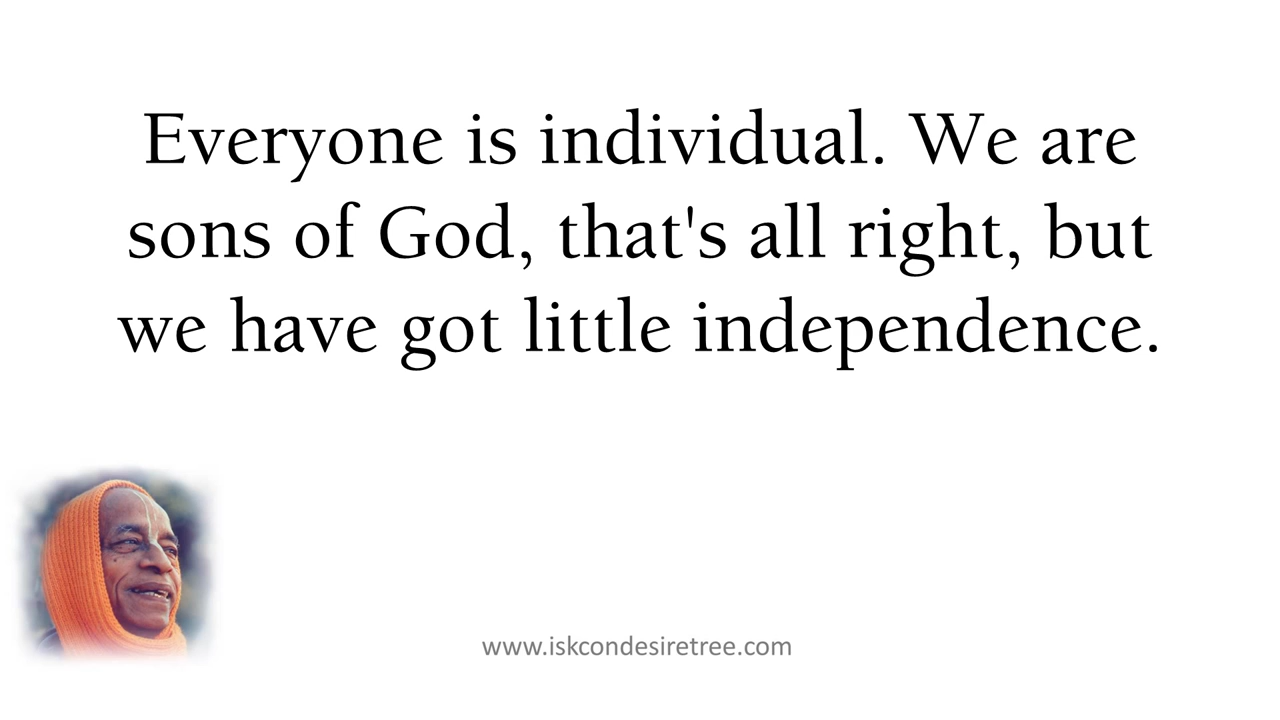 Everyone is individual. We are
sons of God, that's all right, but
we have got little independence.
www.iskcondesiretree.com